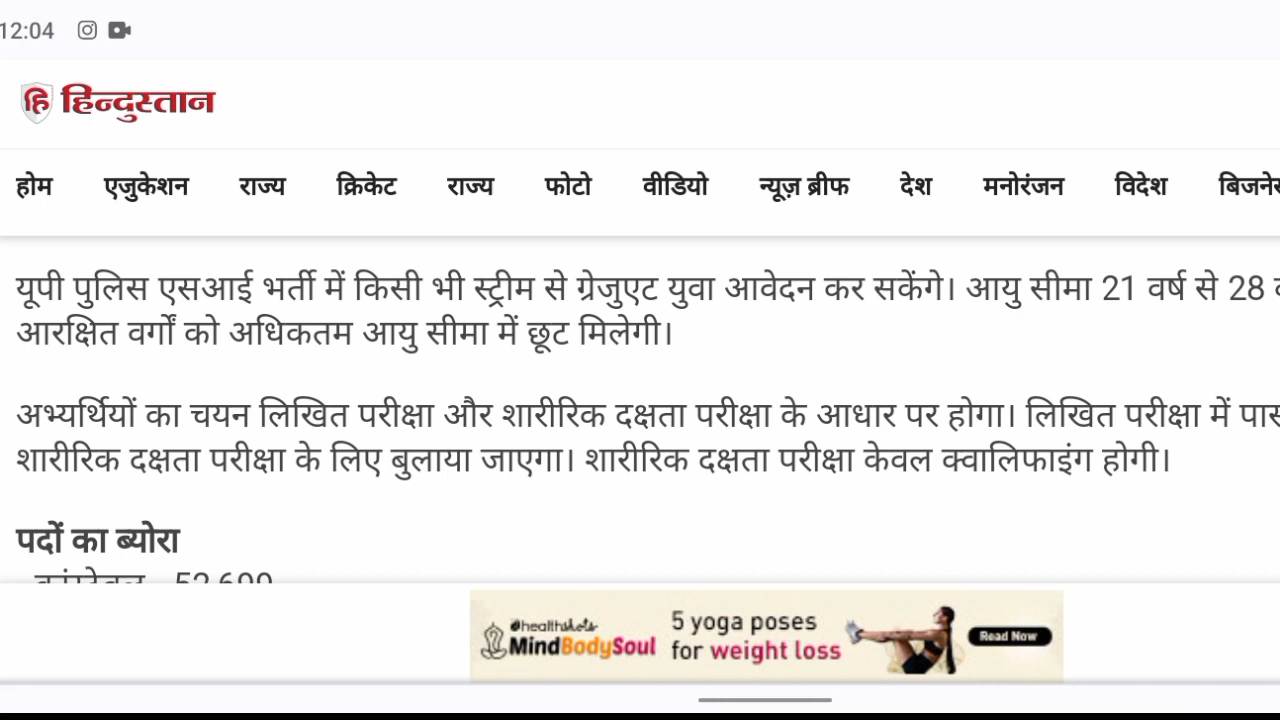 12:04
हि हिन्दुस्तान
होम एजुकेशन राज्य क्रिकेट राज्य फोटो वीडियो न्यूज़ ब्रीफ देश मनोरंजन विदेश
यूपी पुलिस एसआई भर्ती में किसी भी स्ट्रीम से ग्रेजुएट युवा आवेदन कर सकेंगे। आयु सीमा 21 वर्ष से 28
आरक्षित वर्गों को अधिकतम आयु सीमा में छूट मिलेगी।
अभ्यर्थियों का चयन लिखित परीक्षा और शारीरिक दक्षता परीक्षा के आधार पर होगा। लिखित परीक्षा में
शारीरिक दक्षता परीक्षा के लिए बुलाया जाएगा। शारीरिक दक्षता परीक्षा केवल क्वालिफाइंग होगी।
पदों का ब्योरा
healthshots
MindBodySoul
5 yoga poses
for weight loss
Read Now